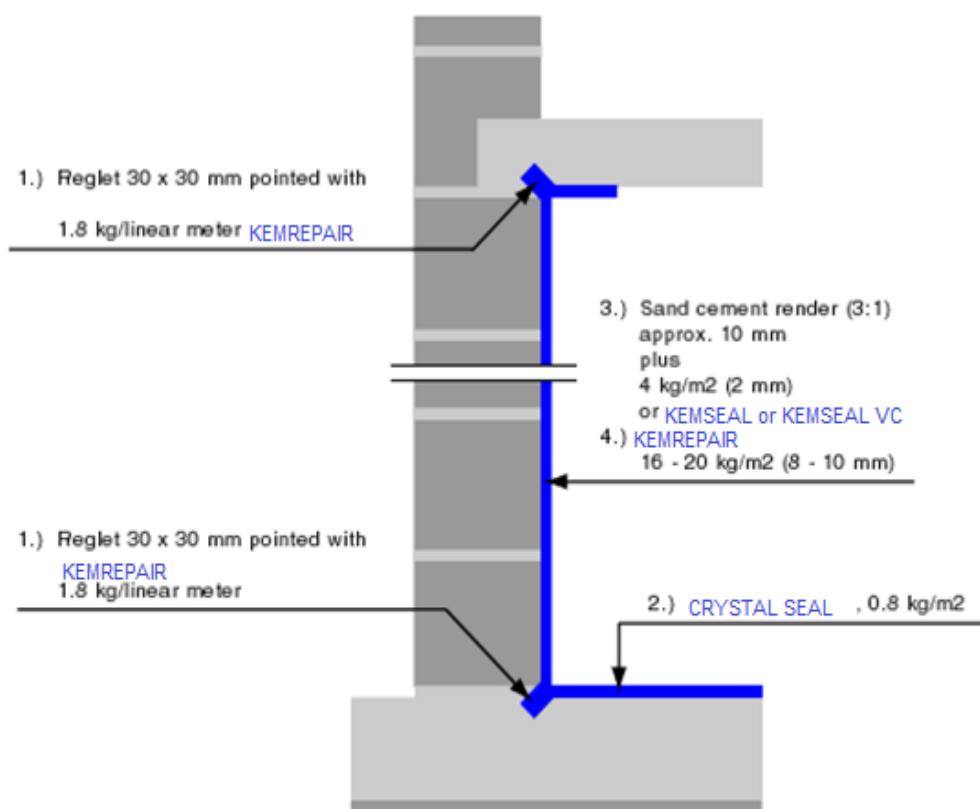 1.) Reglet 30 x 30 mm pointed with
1.8 kg/linear meter KEMREPAIR
3.) Sand cement render (3:1)
approx. 10 mm
plus
4 kg/m2 (2 mm)
or KEMSEAL or KEMSEAL VC
4.) KEMREPAIR
16 - 20 kg/m2 (8 - 10 mm)
1.) Reglet 30 x 30 mm pointed with
KEMREPAIR
1.8 kg/linear meter
2.) CRYSTAL SEAL , 0.8 kg/m2